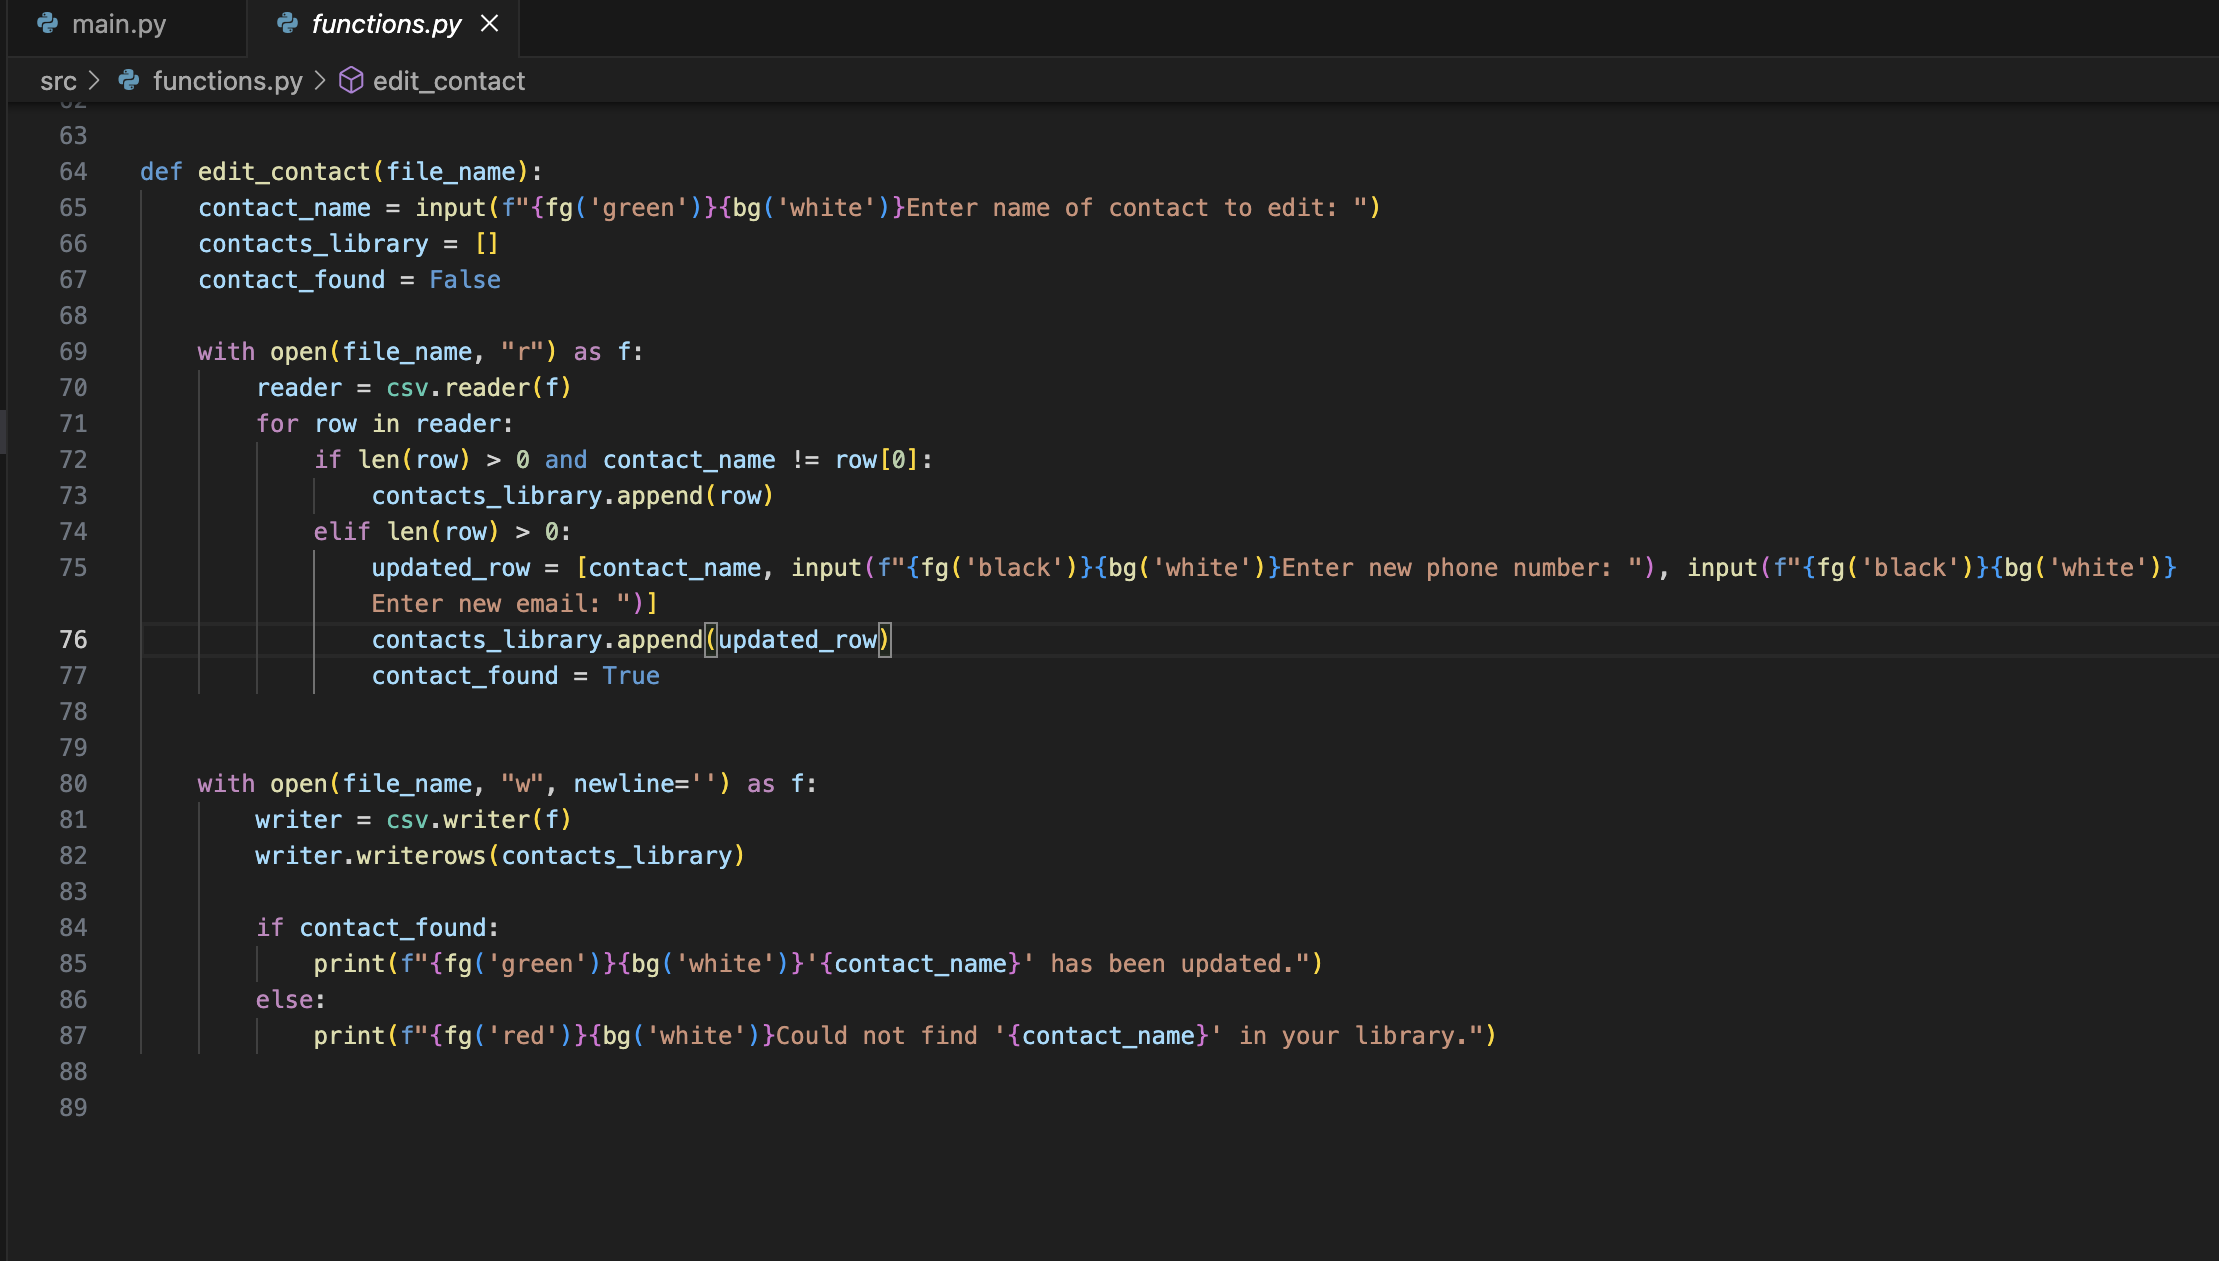 main.py functions.py
src > functions.py > edit_contact
62
63
64 def edit_contact(file_name):
65     contact_name = input(f"{fg('green')}{bg('white')}Enter name of contact to edit: ")
66     contacts_library = []
67     contact_found = False
68
69     with open(file_name, "r") as f:
70         reader = csv.reader(f)
71         for row in reader:
72             if len(row) > 0 and contact_name != row[0]:
73                 contacts_library.append(row)
74             elif len(row) > 0:
75                 updated_row = [contact_name, input(f"{fg('black')}{bg('white')}Enter new phone number: "), input(f"{fg('black')}{bg('white')}
Enter new email: ")]
76                 contacts_library.append(updated_row)
77                 contact_found = True
78
79
80     with open(file_name, "w", newline='') as f:
81         writer = csv.writer(f)
82         writer.writerows(contacts_library)
83
84         if contact_found:
85             print(f"{fg('green')}{bg('white')}'{contact_name}' has been updated.")
86         else:
87             print(f"{fg('red')}{bg('white')}Could not find '{contact_name}' in your library.")
88
89